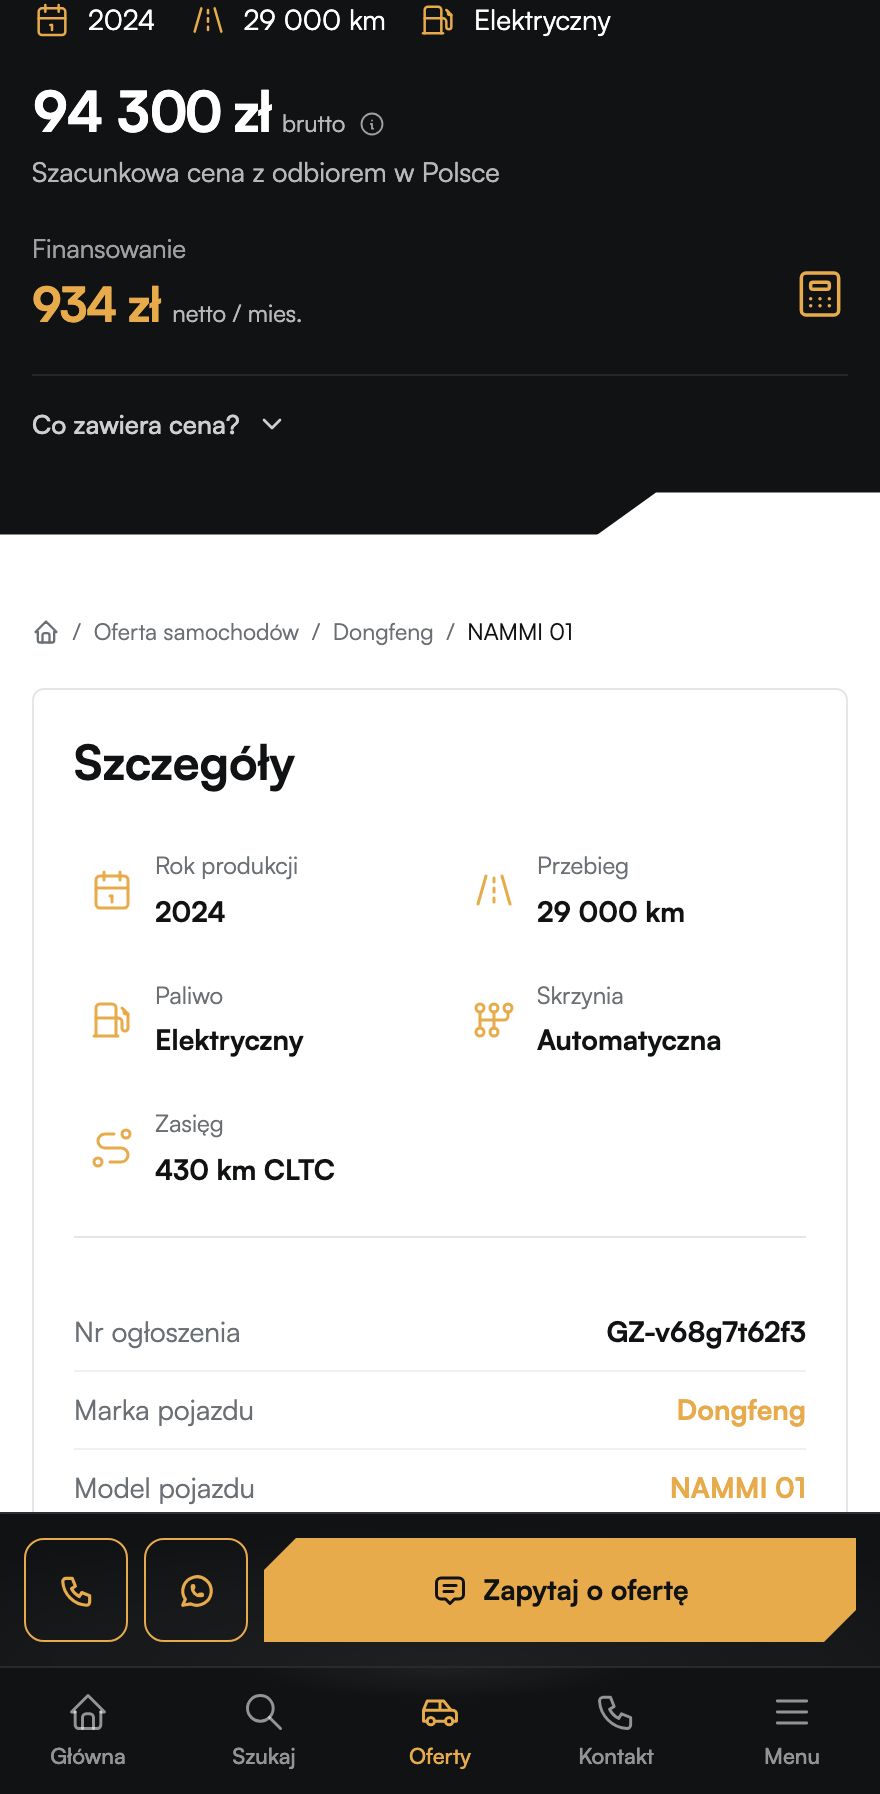 2024 29 000 km Elektryczny
94 300 zł brutto
Szacunkowa cena z odbiorem w Polsce
Finansowanie
934 zł netto / mies.
Co zawiera cena?
/ Oferta samochodów / Dongfeng / NAMMI 01
Szczegóły
Rok produkcji
2024
Przebieg
29 000 km
Paliwo
Elektryczny
Skrzynia
Automatyczna
Zasięg
430 km CLTC
Nr ogłoszenia GZ-v68g7t62f3
Marka pojazdu Dongfeng
Model pojazdu NAMMI 01
Zapytaj o ofertę
Główna Szukaj Oferty Kontakt Menu